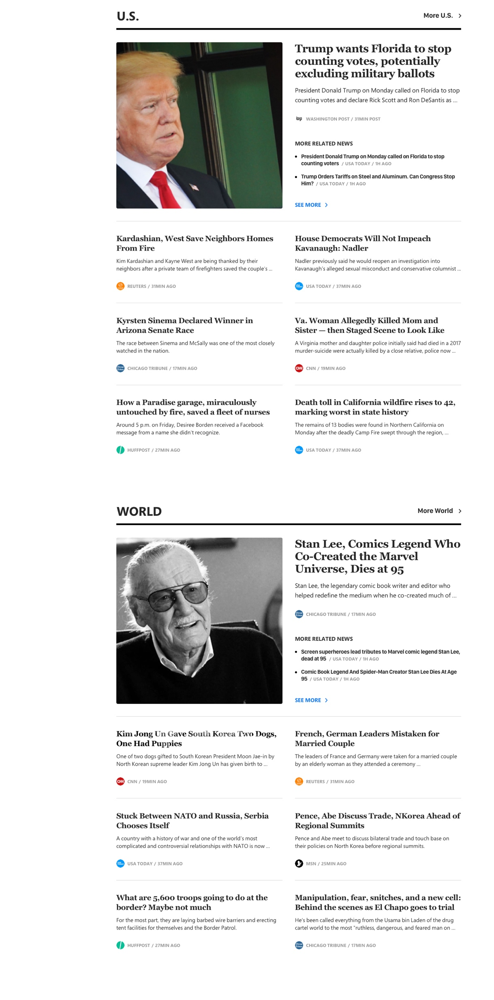 U.S.
More U.S.
Trump wants Florida to stop
counting votes, potentially
excluding military ballots
President Donald Trump on Monday called on Florida to stop
counting votes and declare Rick Scott and Ron DeSantis as ...
wp WASHINGTON POST / 31MIN POST
MORE RELATED NEWS
President Donald Trump on Monday called on Florida to stop
counting voters / USA TODAY / 1H AGO
Trump Orders Tariffs on Steel and Aluminum. Can Congress Stop
Him? / USA TODAY / 1H AGO
SEE MORE
Kardashian, West Save Neighbors Homes
From Fire
Kim Kardashian and Kayne West are being thanked by their
neighbors after a private team of firefighters saved the couple's ...
REUTERS / 31MIN AGO
House Democrats Will Not Impeach
Kavanaugh: Nadler
Nadler previously said he would reopen an investigation into
Kavanaugh's alleged sexual misconduct and conservative columnist ...
USA TODAY USA TODAY / 37MIN AGO
Kyrsten Sinema Declared Winner in
Arizona Senate Race
The race between Sinema and McSally was one of the most closely
watched in the nation.
Chicago Tribune CHICAGO TRIBUNE / 17MIN AGO
Va. Woman Allegedly Killed Mom and
Sister — then Staged Scene to Look Like
A Virginia mother and daughter police initially said had died in a 2017
murder-suicide were actually killed by a close relative, police now ...
CNN CNN / 19MIN AGO
How a Paradise garage, miraculously
untouched by fire, saved a fleet of nurses
Around 5 p.m. on Friday, Desiree Borden received a Facebook
message from a name she didn't recognize.
HUFFPOST / 27MIN AGO
Death toll in California wildfire rises to 42,
marking worst in state history
The remains of 13 bodies were found in Northern California on
Monday after the deadly Camp Fire swept through the region, ...
USA TODAY USA TODAY / 37MIN AGO
WORLD
More World
Stan Lee, Comics Legend Who
Co-Created the Marvel
Universe, Dies at 95
Stan Lee, the legendary comic book writer and editor who
helped redefine the medium when he co-created much of ...
Chicago Tribune CHICAGO TRIBUNE / 17MIN AGO
MORE RELATED NEWS
Screen superheroes lead tributes to Marvel comic legend Stan Lee,
dead at 95 / USA TODAY / 1H AGO
Comic Book Legend And Spider-Man Creator Stan Lee Dies At Age
95 / USA TODAY / 1H AGO
SEE MORE
Kim Jong Un Gave South Korea Two Dogs,
One Had Puppies
One of two dogs gifted to South Korean President Moon Jae-in by
North Korean supreme leader Kim Jong Un has given birth to ...
CNN CNN / 19MIN AGO
French, German Leaders Mistaken for
Married Couple
The leaders of France and Germany were taken for a married couple
by an elderly woman as they attended a ceremony ...
REUTERS / 31MIN AGO
Stuck Between NATO and Russia, Serbia
Chooses Itself
A country with a history of war and one of the world's most
complicated and controversial relationships with NATO is now ...
USA TODAY USA TODAY / 37MIN AGO
Pence, Abe Discuss Trade, NKorea Ahead of
Regional Summits
Pence and Abe meet to discuss bilateral trade and touch base on
their policies on North Korea before regional summits.
MSN / 25MIN AGO
What are 5,600 troops going to do at the
border? Maybe not much
For the most part, they are laying barbed wire barriers and erecting
tent facilities for themselves and the Border Patrol.
HUFFPOST / 27MIN AGO
Manipulation, fear, snitches, and a new cell:
Behind the scenes as El Chapo goes to trial
He's been called everything from the Usama bin Laden of the drug
cartel world to the most "ruthless, dangerous, and feared man on ...
Chicago Tribune CHICAGO TRIBUNE / 17MIN AGO